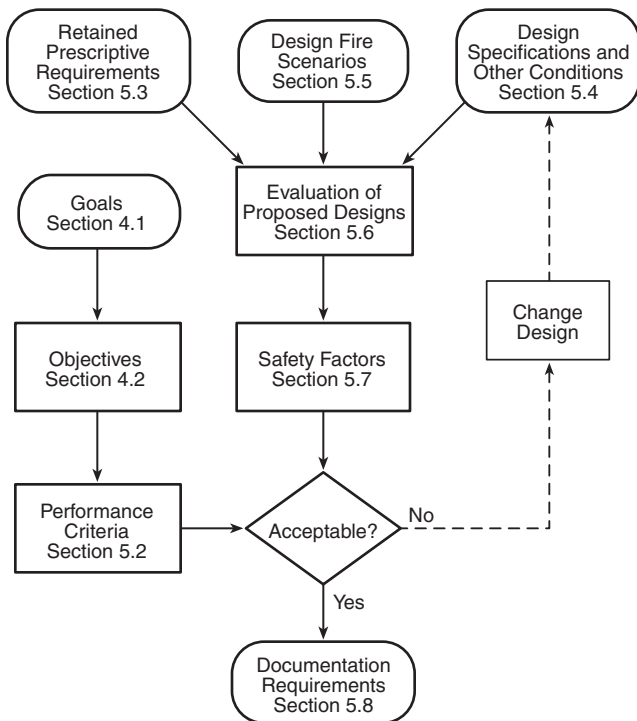 Retained
Prescriptive
Requirements
Section 5.3
Design Fire
Scenarios
Section 5.5
Design
Specifications and
Other Conditions
Section 5.4
Goals
Section 4.1
Evaluation of
Proposed Designs
Section 5.6
Change
Design
Objectives
Section 4.2
Safety Factors
Section 5.7
Performance
Criteria
Section 5.2
Acceptable?
No
Yes
Documentation
Requirements
Section 5.8